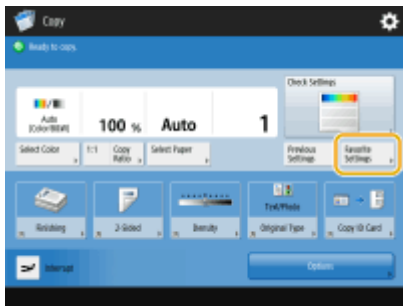 Copy
Ready to copy.
Check Settings
Auto
(Color/B&W)
100 %
Auto
1
Select Color
1:1
Copy
Ratio
Select Paper
Previous
Settings
Favorite
Settings
Text/Photo
Finishing
2-Sided
Density
Original Type
Copy ID Card
Interrupt
Options